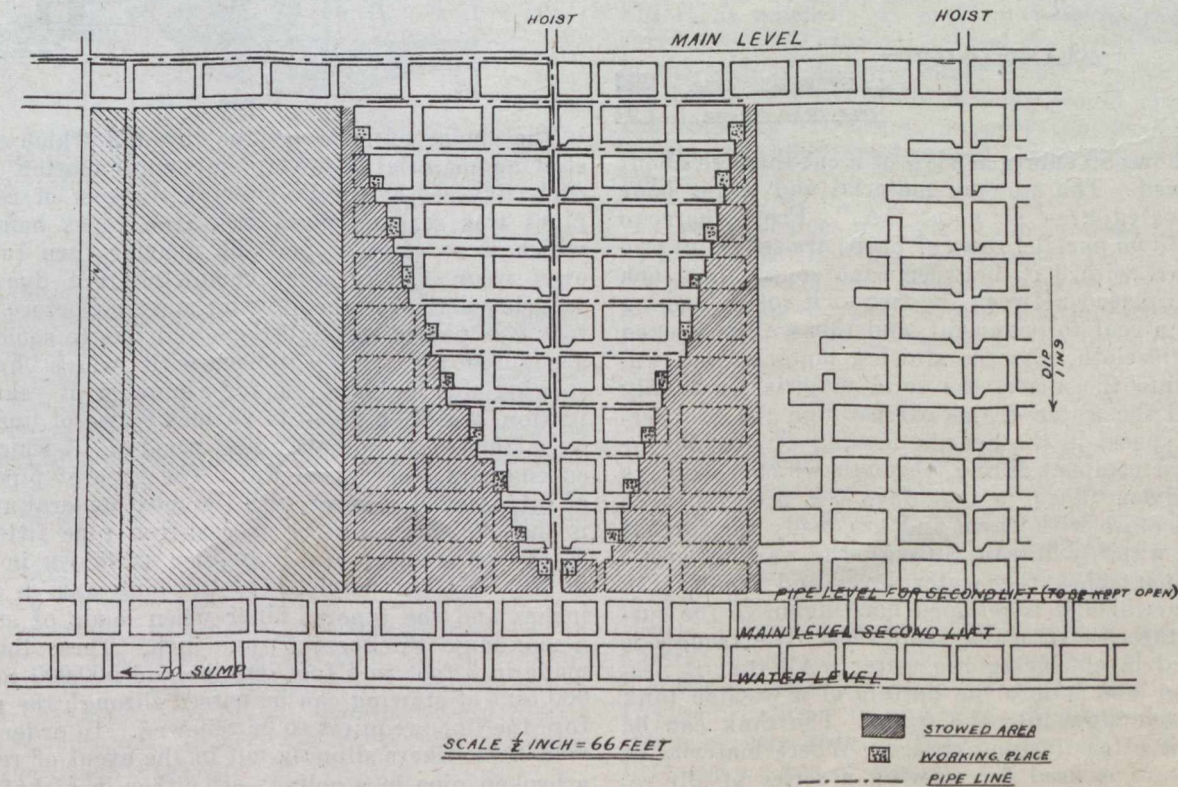 HOIST
HOIST
MAIN LEVEL
DIP
1 IN 9
PIPE LEVEL FOR SECOND LIFT (TO BE KEPT OPEN)
MAIN LEVEL SECOND LIFT
← TO SUMP
WATER LEVEL
SCALE ½ INCH = 66 FEET
STOWED AREA
WORKING PLACE
PIPE LINE